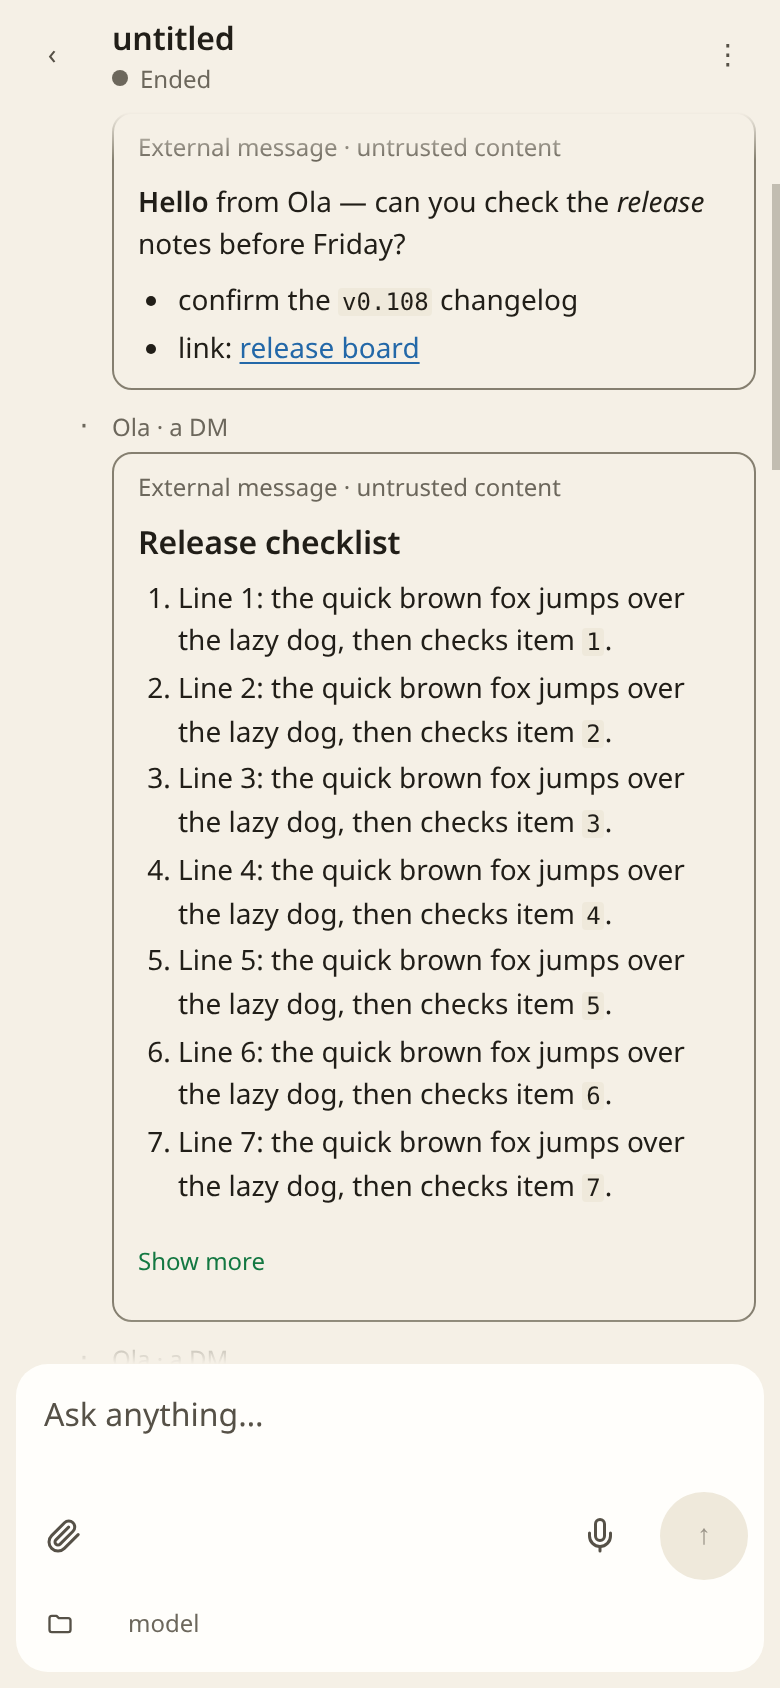 untitled
Ended
External message · untrusted content
Hello from Ola — can you check the release
notes before Friday?
• confirm the v0.108 changelog
• link: release board
· Ola · a DM
External message · untrusted content
Release checklist
1. Line 1: the quick brown fox jumps over
the lazy dog, then checks item 1.
2. Line 2: the quick brown fox jumps over
the lazy dog, then checks item 2.
3. Line 3: the quick brown fox jumps over
the lazy dog, then checks item 3.
4. Line 4: the quick brown fox jumps over
the lazy dog, then checks item 4.
5. Line 5: the quick brown fox jumps over
the lazy dog, then checks item 5.
6. Line 6: the quick brown fox jumps over
the lazy dog, then checks item 6.
7. Line 7: the quick brown fox jumps over
the lazy dog, then checks item 7.
Show more
· Ola · a DM
Ask anything...
model